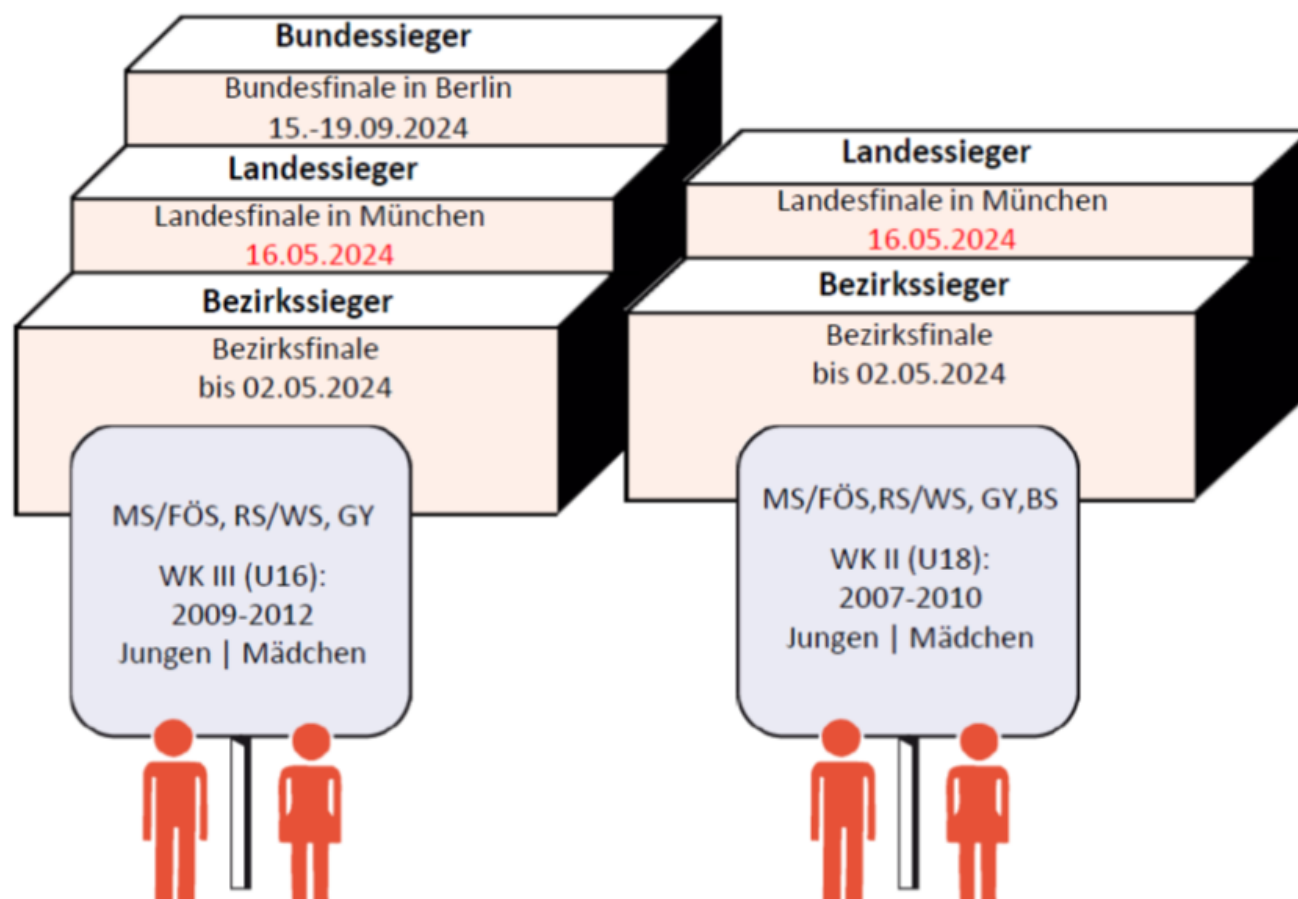 Bundessieger
Bundesfinale in Berlin
15.-19.09.2024
Landessieger
Landesfinale in München
16.05.2024
Bezirkssieger
Bezirksfinale
bis 02.05.2024
MS/FÖS, RS/WS, GY
WK III (U16):
2009-2012
Jungen | Mädchen
Landessieger
Landesfinale in München
16.05.2024
Bezirkssieger
Bezirksfinale
bis 02.05.2024
MS/FÖS,RS/WS, GY,BS
WK II (U18):
2007-2010
Jungen | Mädchen